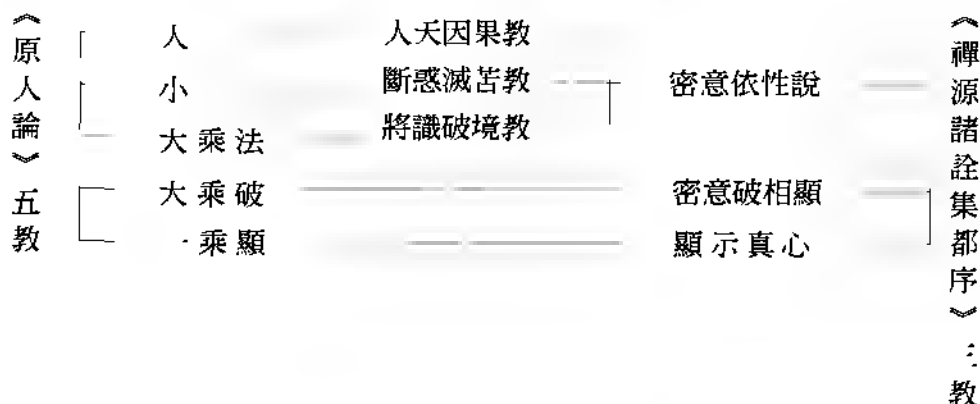 《原人論》五教
人
小
大乘法
大乘破
乘顯
人天因果教
斷惑滅苦教
將識破境教
密意依性說
密意破相顯
顯示真心
《禪源諸詮集都序》三教